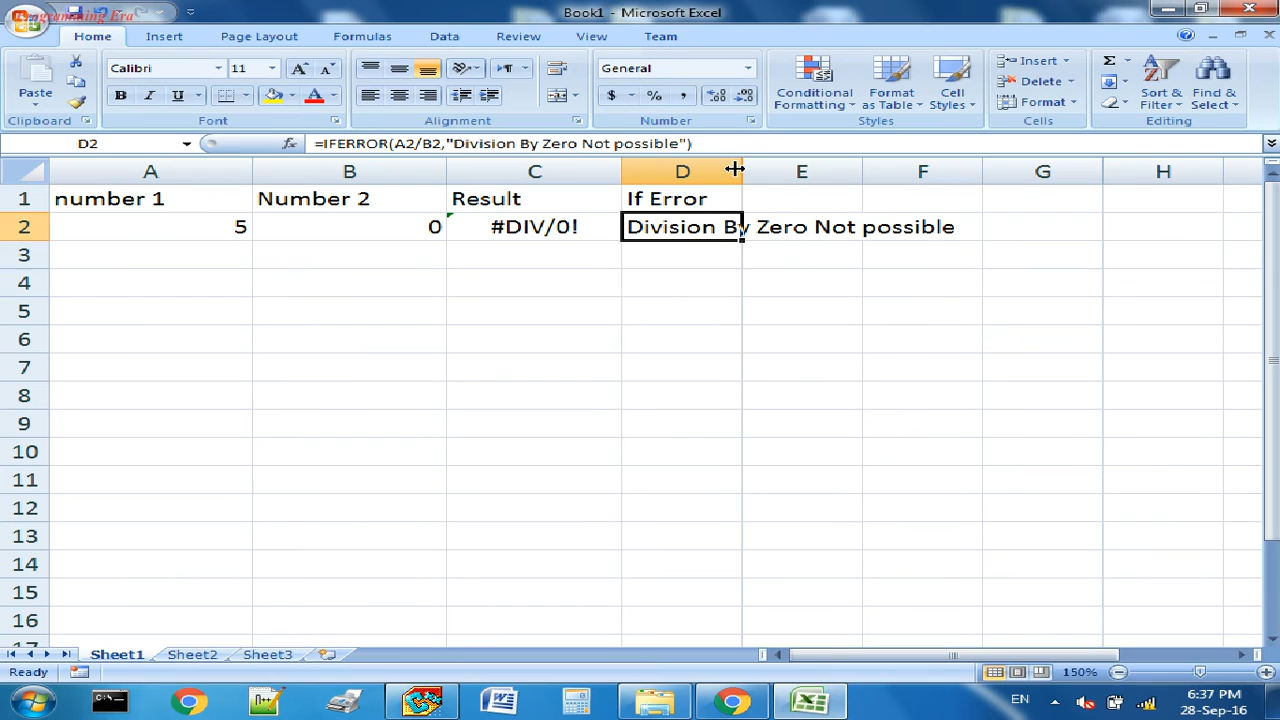 Programming Era
Book1 - Microsoft Excel
Home Insert Page Layout Formulas Data Review View Team
Calibri 11 General
Paste Conditional Formatting Format as Table Cell Styles Insert Delete Format Sort & Filter Find & Select
Clipboard Font Alignment Number Styles Cells Editing
D2 =IFERROR(A2/B2,"Division By Zero Not possible")
A B C D E F G H
1 number 1 Number 2 Result If Error
2 5 0 #DIV/0! Division By Zero Not possible
3
4
5
6
7
8
9
10
11
12
13
14
15
16
17
Sheet1 Sheet2 Sheet3
Ready 150%
EN 6:37 PM
28-Sep-16